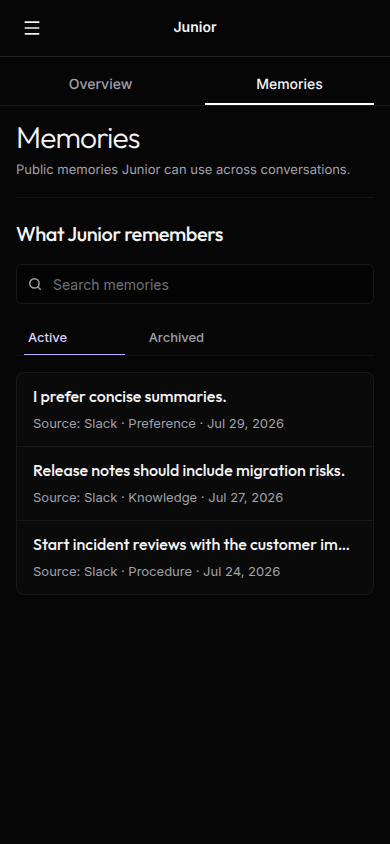 Junior
Overview
Memories
Memories
Public memories Junior can use across conversations.
What Junior remembers
Search memories
Active
Archived
I prefer concise summaries.
Source: Slack · Preference · Jul 29, 2026
Release notes should include migration risks.
Source: Slack · Knowledge · Jul 27, 2026
Start incident reviews with the customer im...
Source: Slack · Procedure · Jul 24, 2026